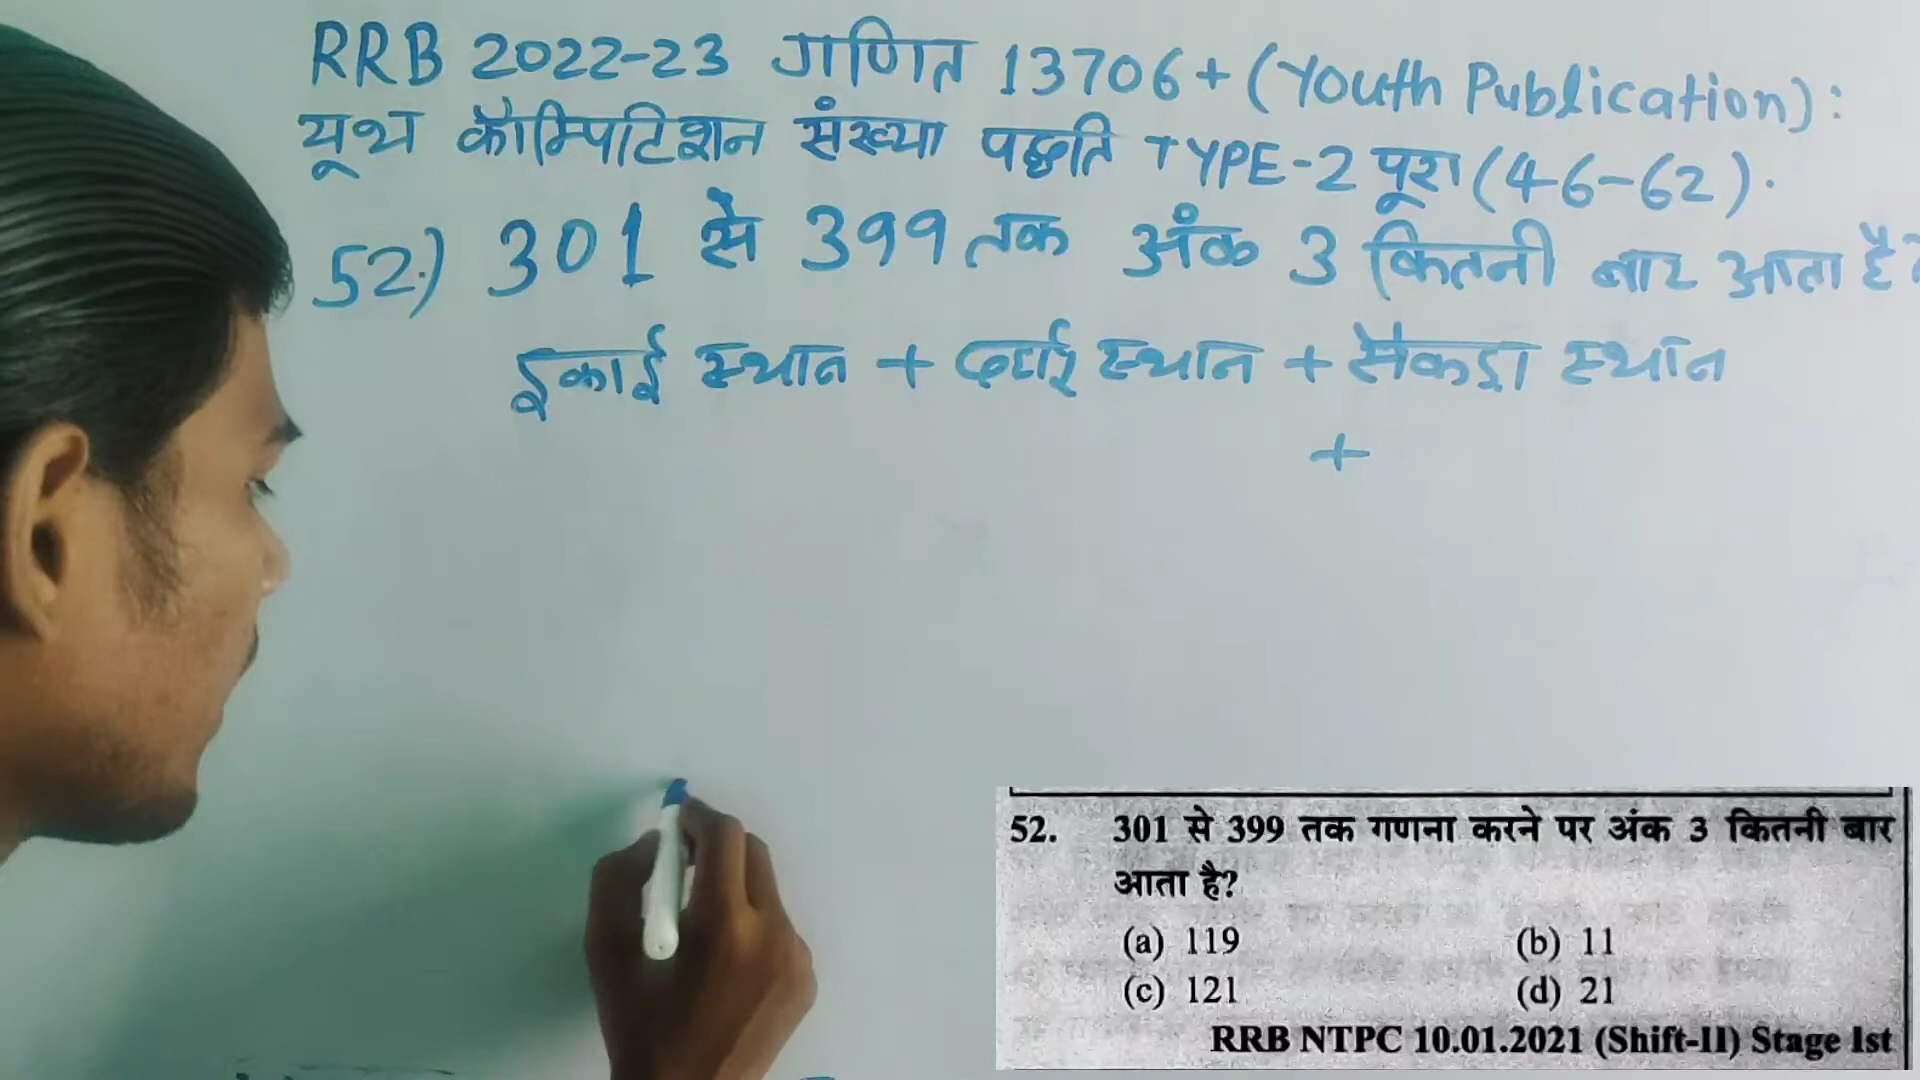 RRB 2022-23 गणित 13706+ (Youth Publication):
यूथ कॉम्पिटिशन संख्या पद्धति TYPE-2 पूरा (46-62).
52.) 301 से 399 तक अंक 3 कितनी बार आता है?
इकाई स्थान + दहाई स्थान + सैकड़ा स्थान
+
52. 301 से 399 तक गणना करने पर अंक 3 कितनी बार
आता है?
(a) 119 (b) 11
(c) 121 (d) 21
RRB NTPC 10.01.2021 (Shift-II) Stage Ist